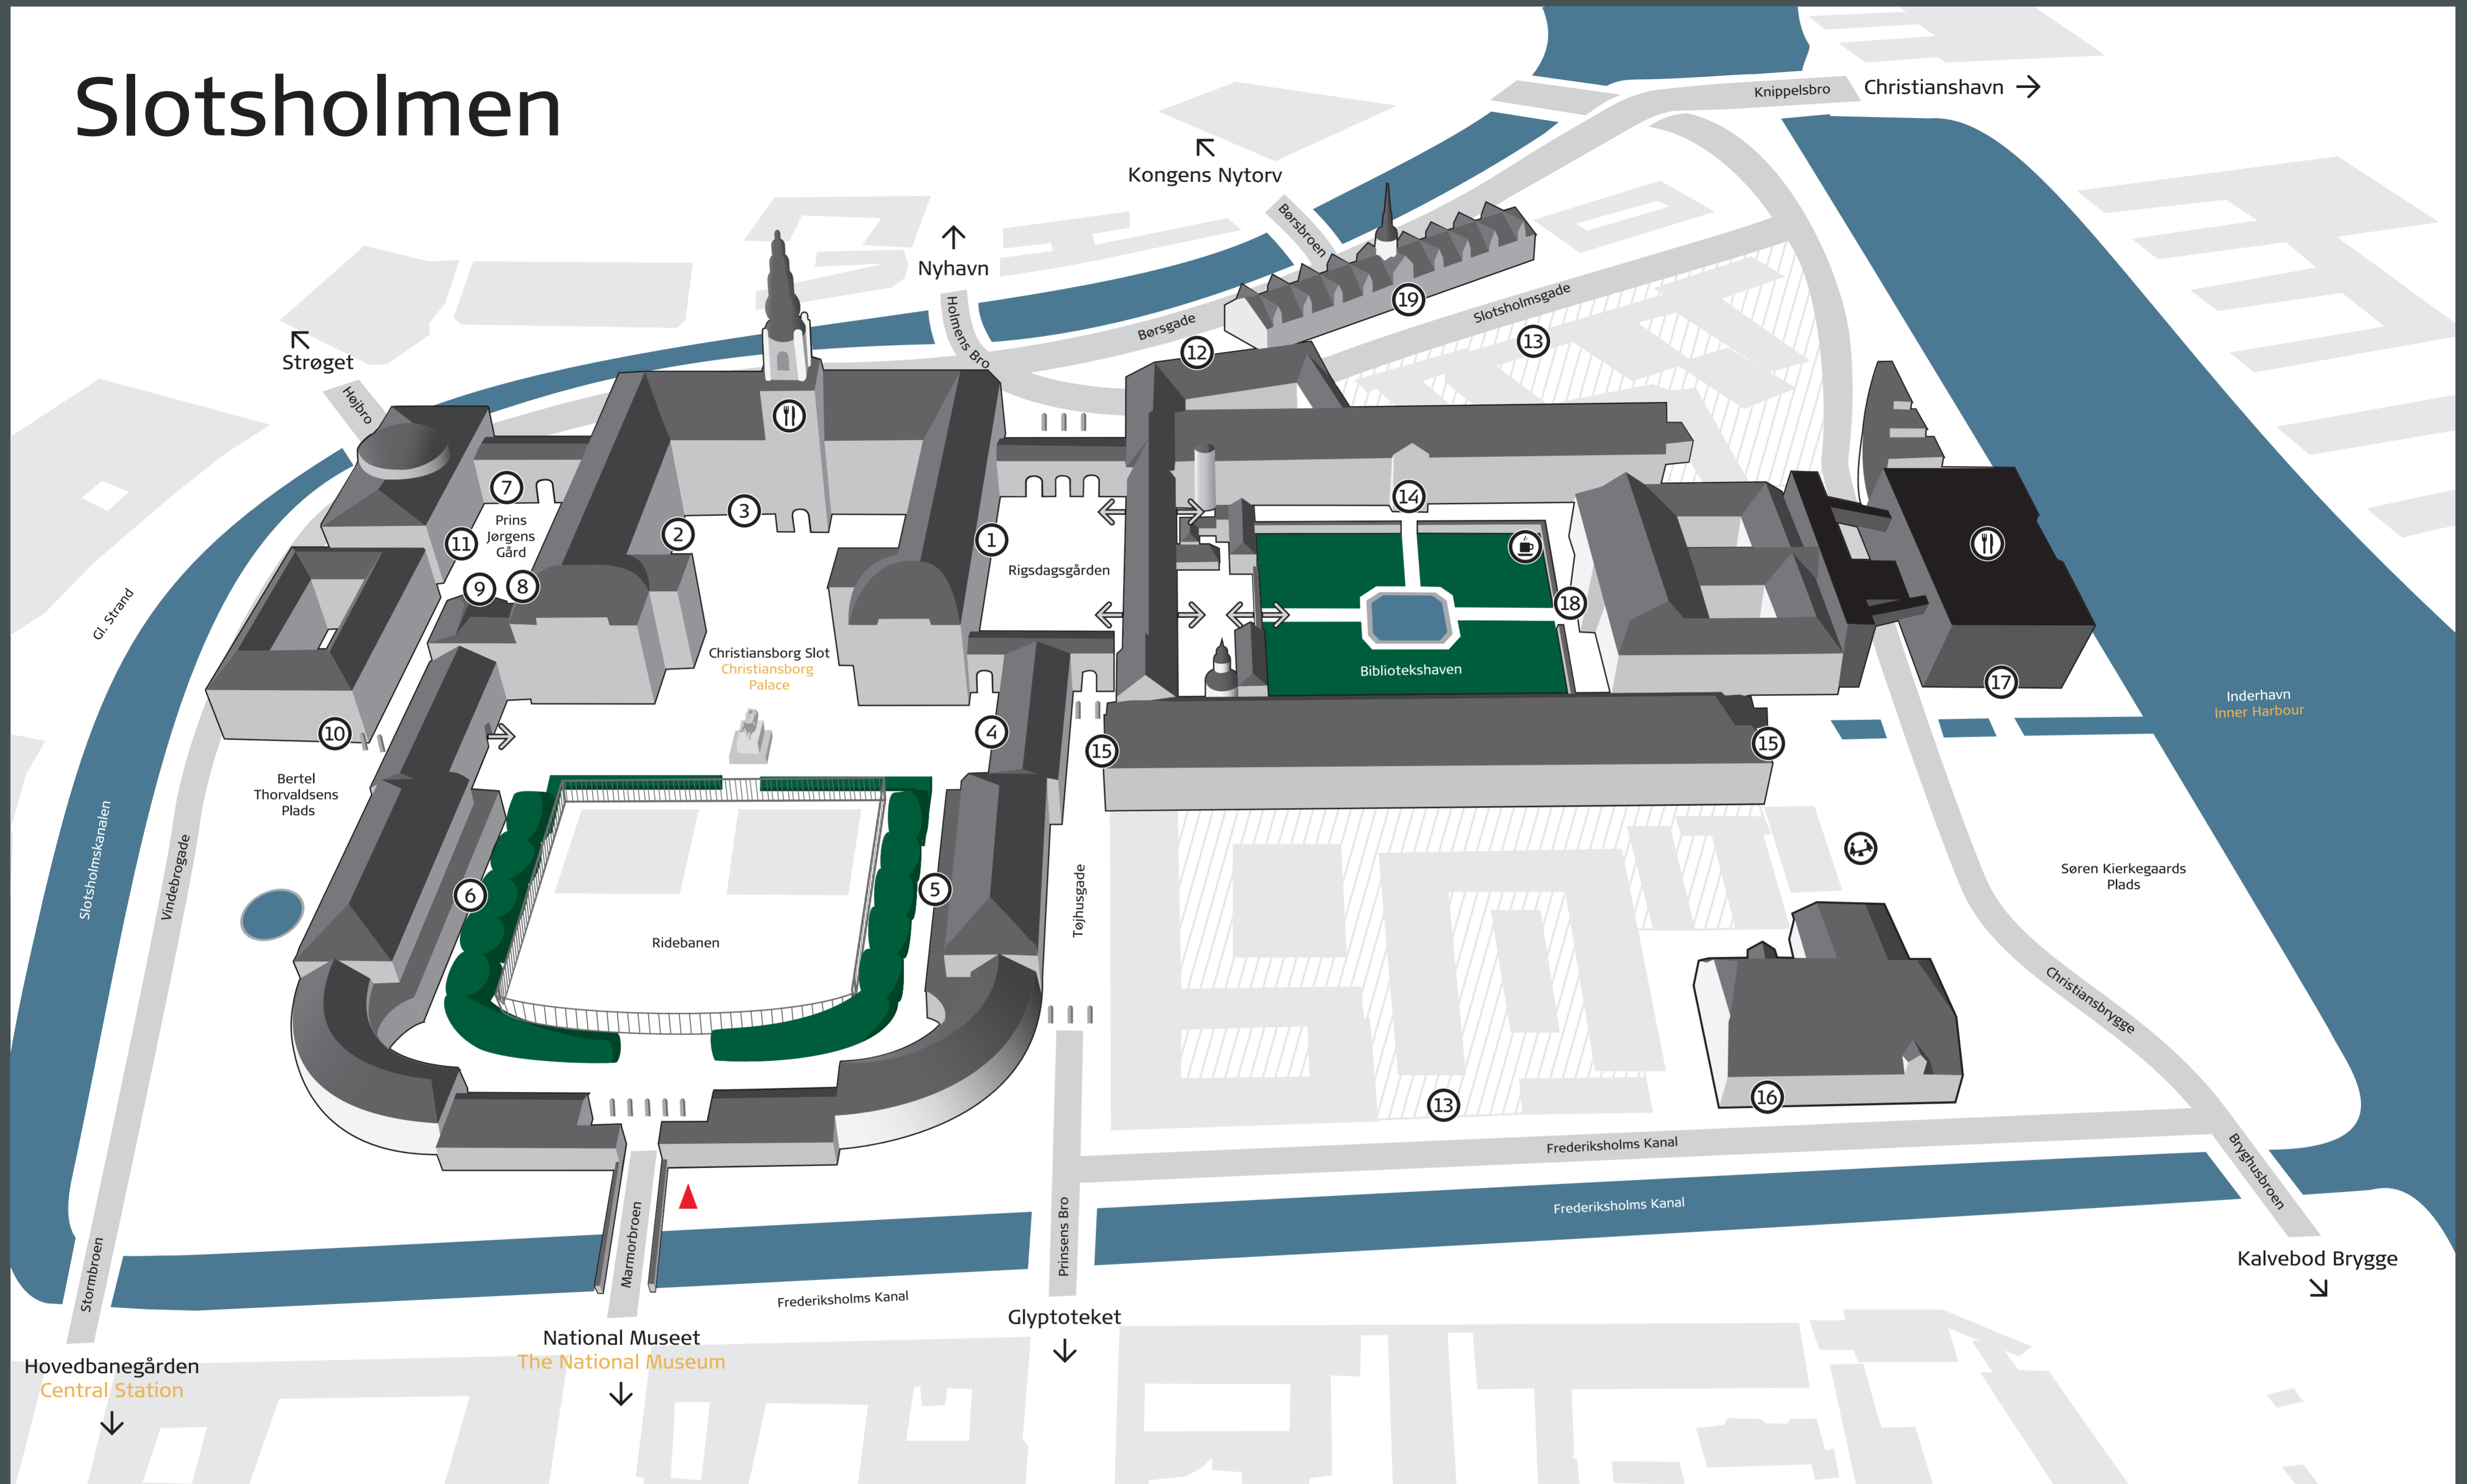 Slotsholmen
Knippelsbro
Christianshavn
Kongens Nytorv
Børsbroen
Nyhavn
Holmens Bro
Børsgade
Slotsholmsgade
19
13
12
Strøget
Højbro
7
Prins
Jørgens
Gård
11
9
8
2
3
1
Rigsdagsgården
14
18
Bibliotekshaven
17
Inderhavn
Inner Harbour
Christiansborg Slot
Christiansborg
Palace
Gl. Strand
10
4
15
15
Bertel
Thorvaldsens
Plads
Slotsholmskanalen
Vindebrogade
6
5
Ridebanen
Tøjhusgade
Søren Kierkegaards
Plads
Christiansbrygge
16
13
Frederiksholms Kanal
Bryghusbroen
Frederiksholms Kanal
Stormbroen
Marmorbroen
Prinsens Bro
Frederiksholms Kanal
Kalvebod Brygge
Glyptoteket
National Museet
The National Museum
Hovedbanegården
Central Station